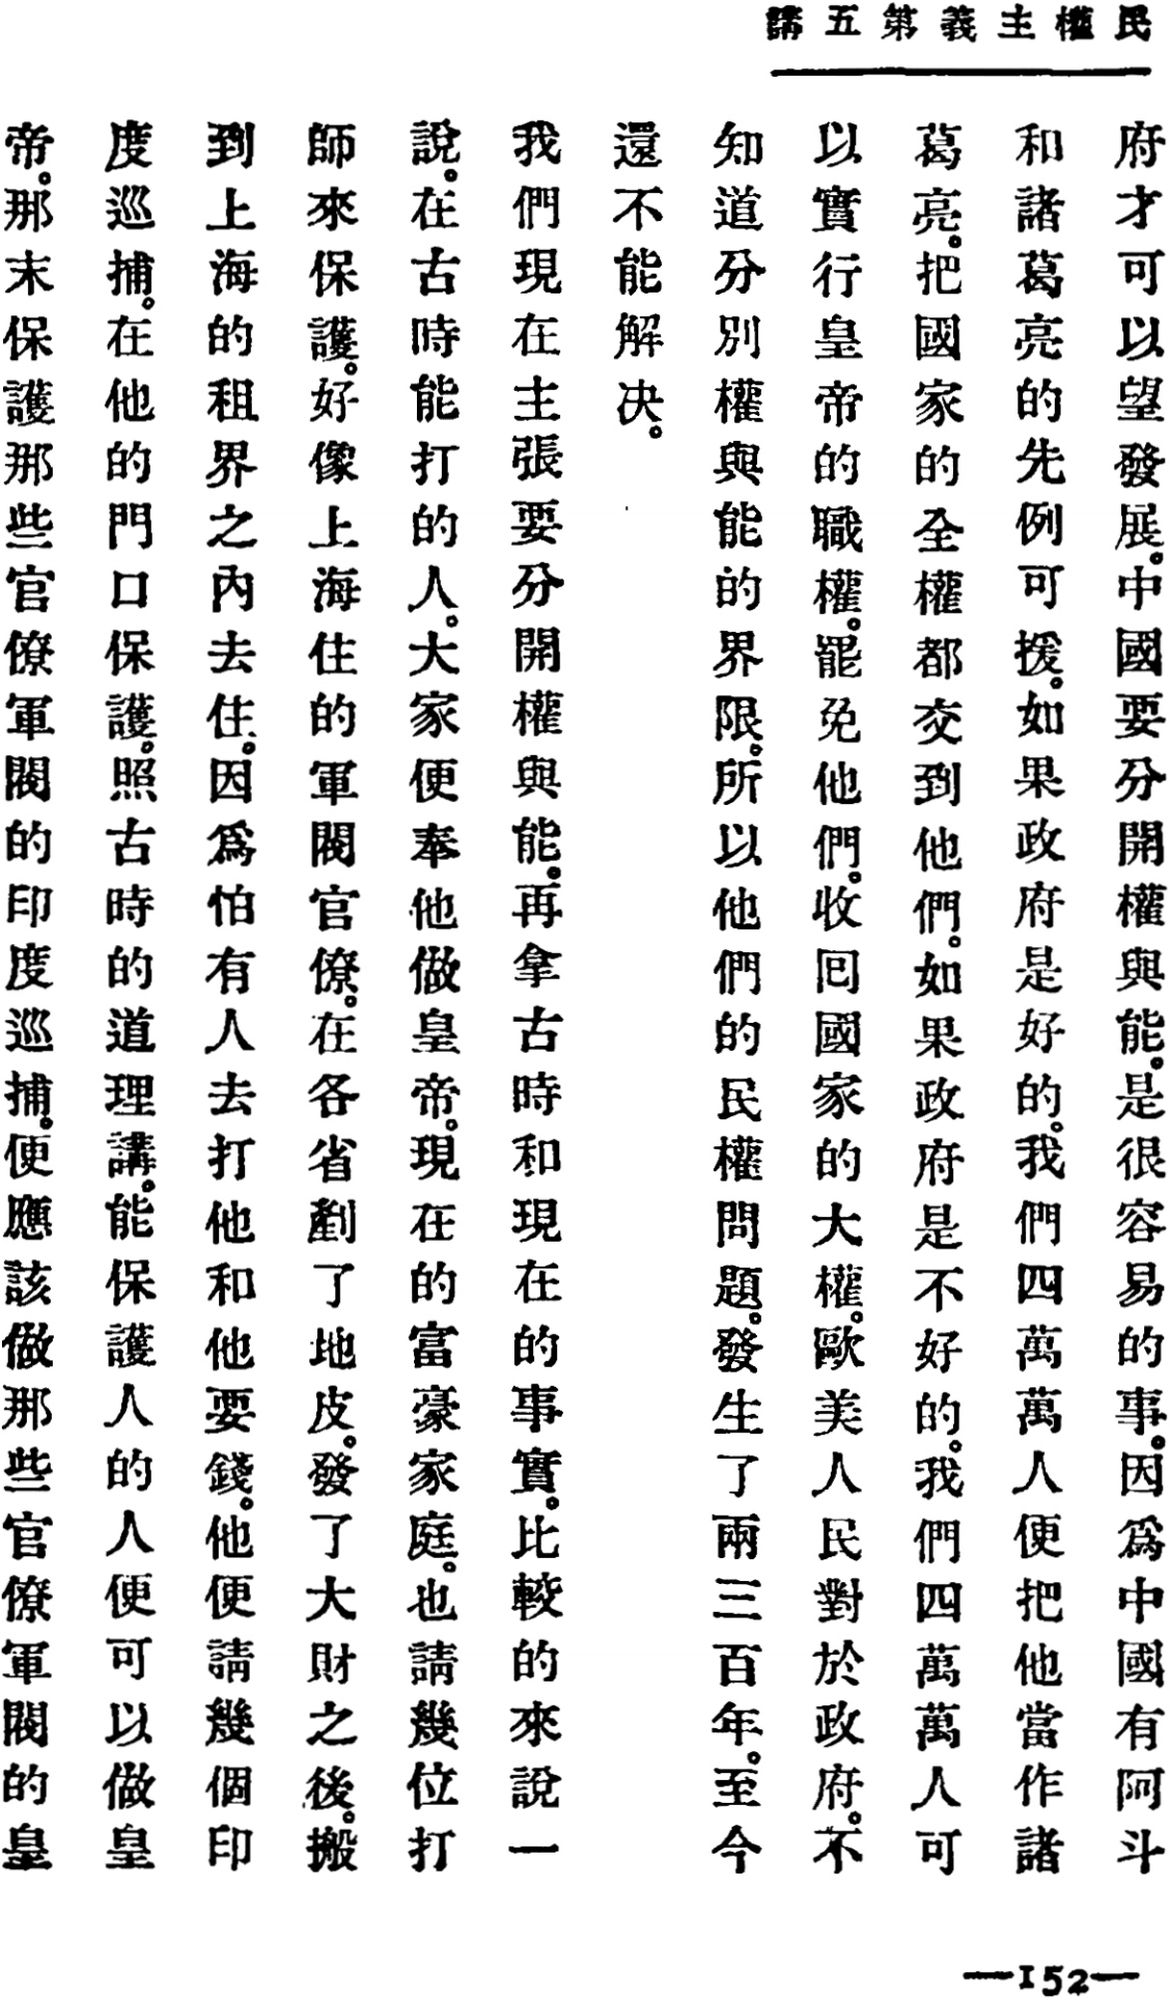 民權主義第五講
府才可以望發展。中國要分開權與能。是很容易的事。因爲中國有阿斗
和諸葛亮的先例可援。如果政府是好的。我們四萬萬人便把他當作諸
葛亮。把國家的全權都交到他們。如果政府是不好的。我們四萬萬人可
以實行皇帝的職權。罷免他們。收囘國家的大權。歐美人民對於政府。不
知道分別權與能的界限。所以他們的民權問題。發生了兩三百年。至今
還不能解决。
我們現在主張要分開權與能。再拿古時和現在的事實。比較的來說一
說。在古時能打的人。大家便奉他做皇帝。現在的富豪家庭。也請幾位打
師來保護。好像上海住的軍閥官僚。在各省剷了地皮。發了大財之後。搬
到上海的租界之內去住。因爲怕有人去打他和他要錢。他便請幾個印
度巡捕。在他的門口保護。照古時的道理講。能保護人的人便可以做皇
帝。那末保護那些官僚軍閥的印度巡捕。便應該做那些官僚軍閥的皇
—152—